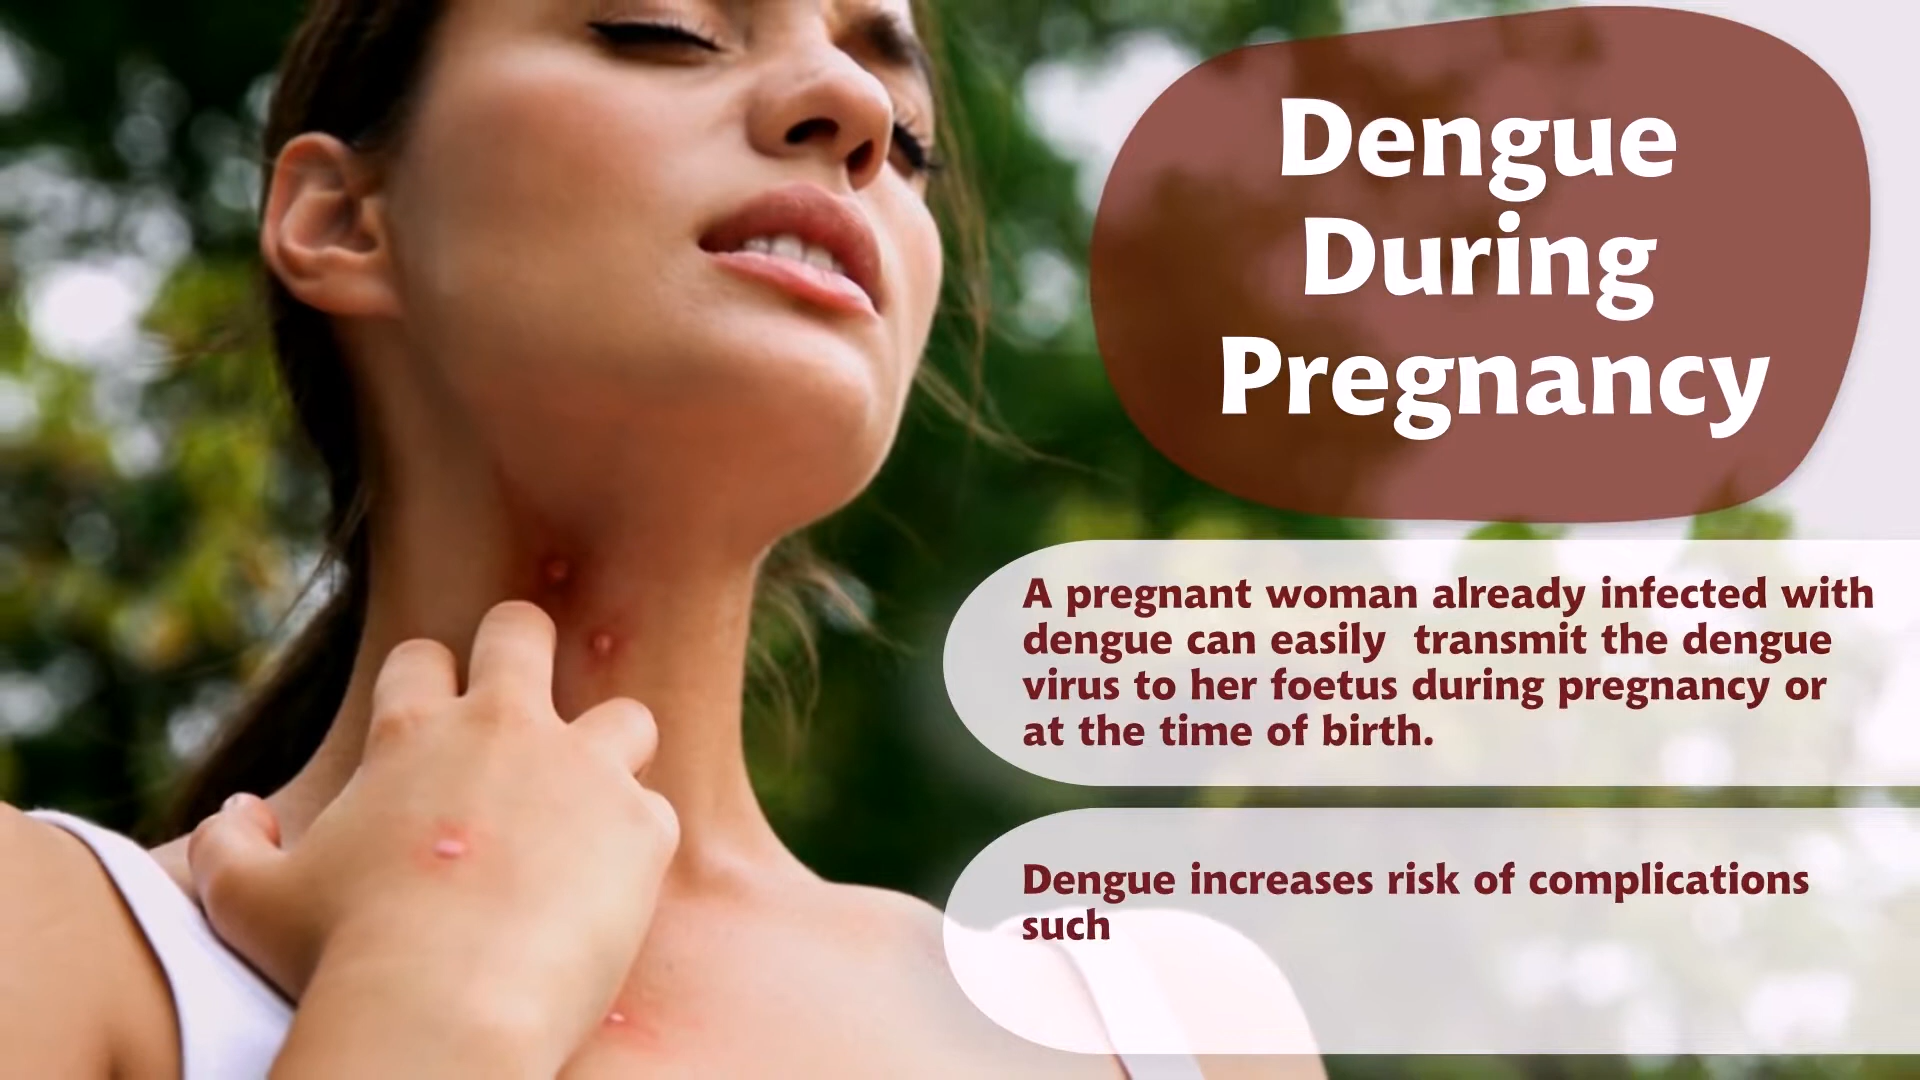 Dengue
During
Pregnancy
A pregnant woman already infected with
dengue can easily  transmit the dengue
virus to her foetus during pregnancy or
at the time of birth.
Dengue increases risk of complications
such